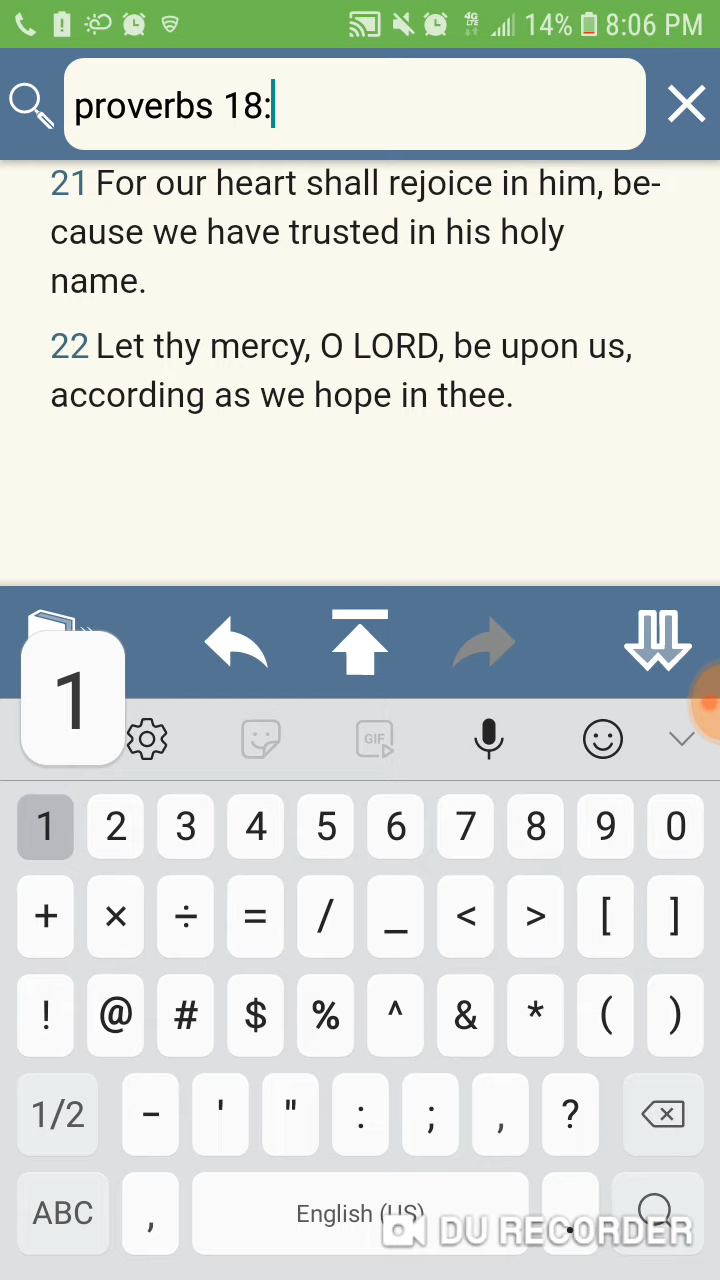 14% 8:06 PM
proverbs 18:
21 For our heart shall rejoice in him, be-
cause we have trusted in his holy
name.
22 Let thy mercy, O LORD, be upon us,
according as we hope in thee.
1
GIF
1 2 3 4 5 6 7 8 9 0
+ × ÷ = / _ < > [ ]
! @ # $ % ^ & * ( )
1/2 - ' " : ; , ?
ABC , English (US) .
DU RECORDER